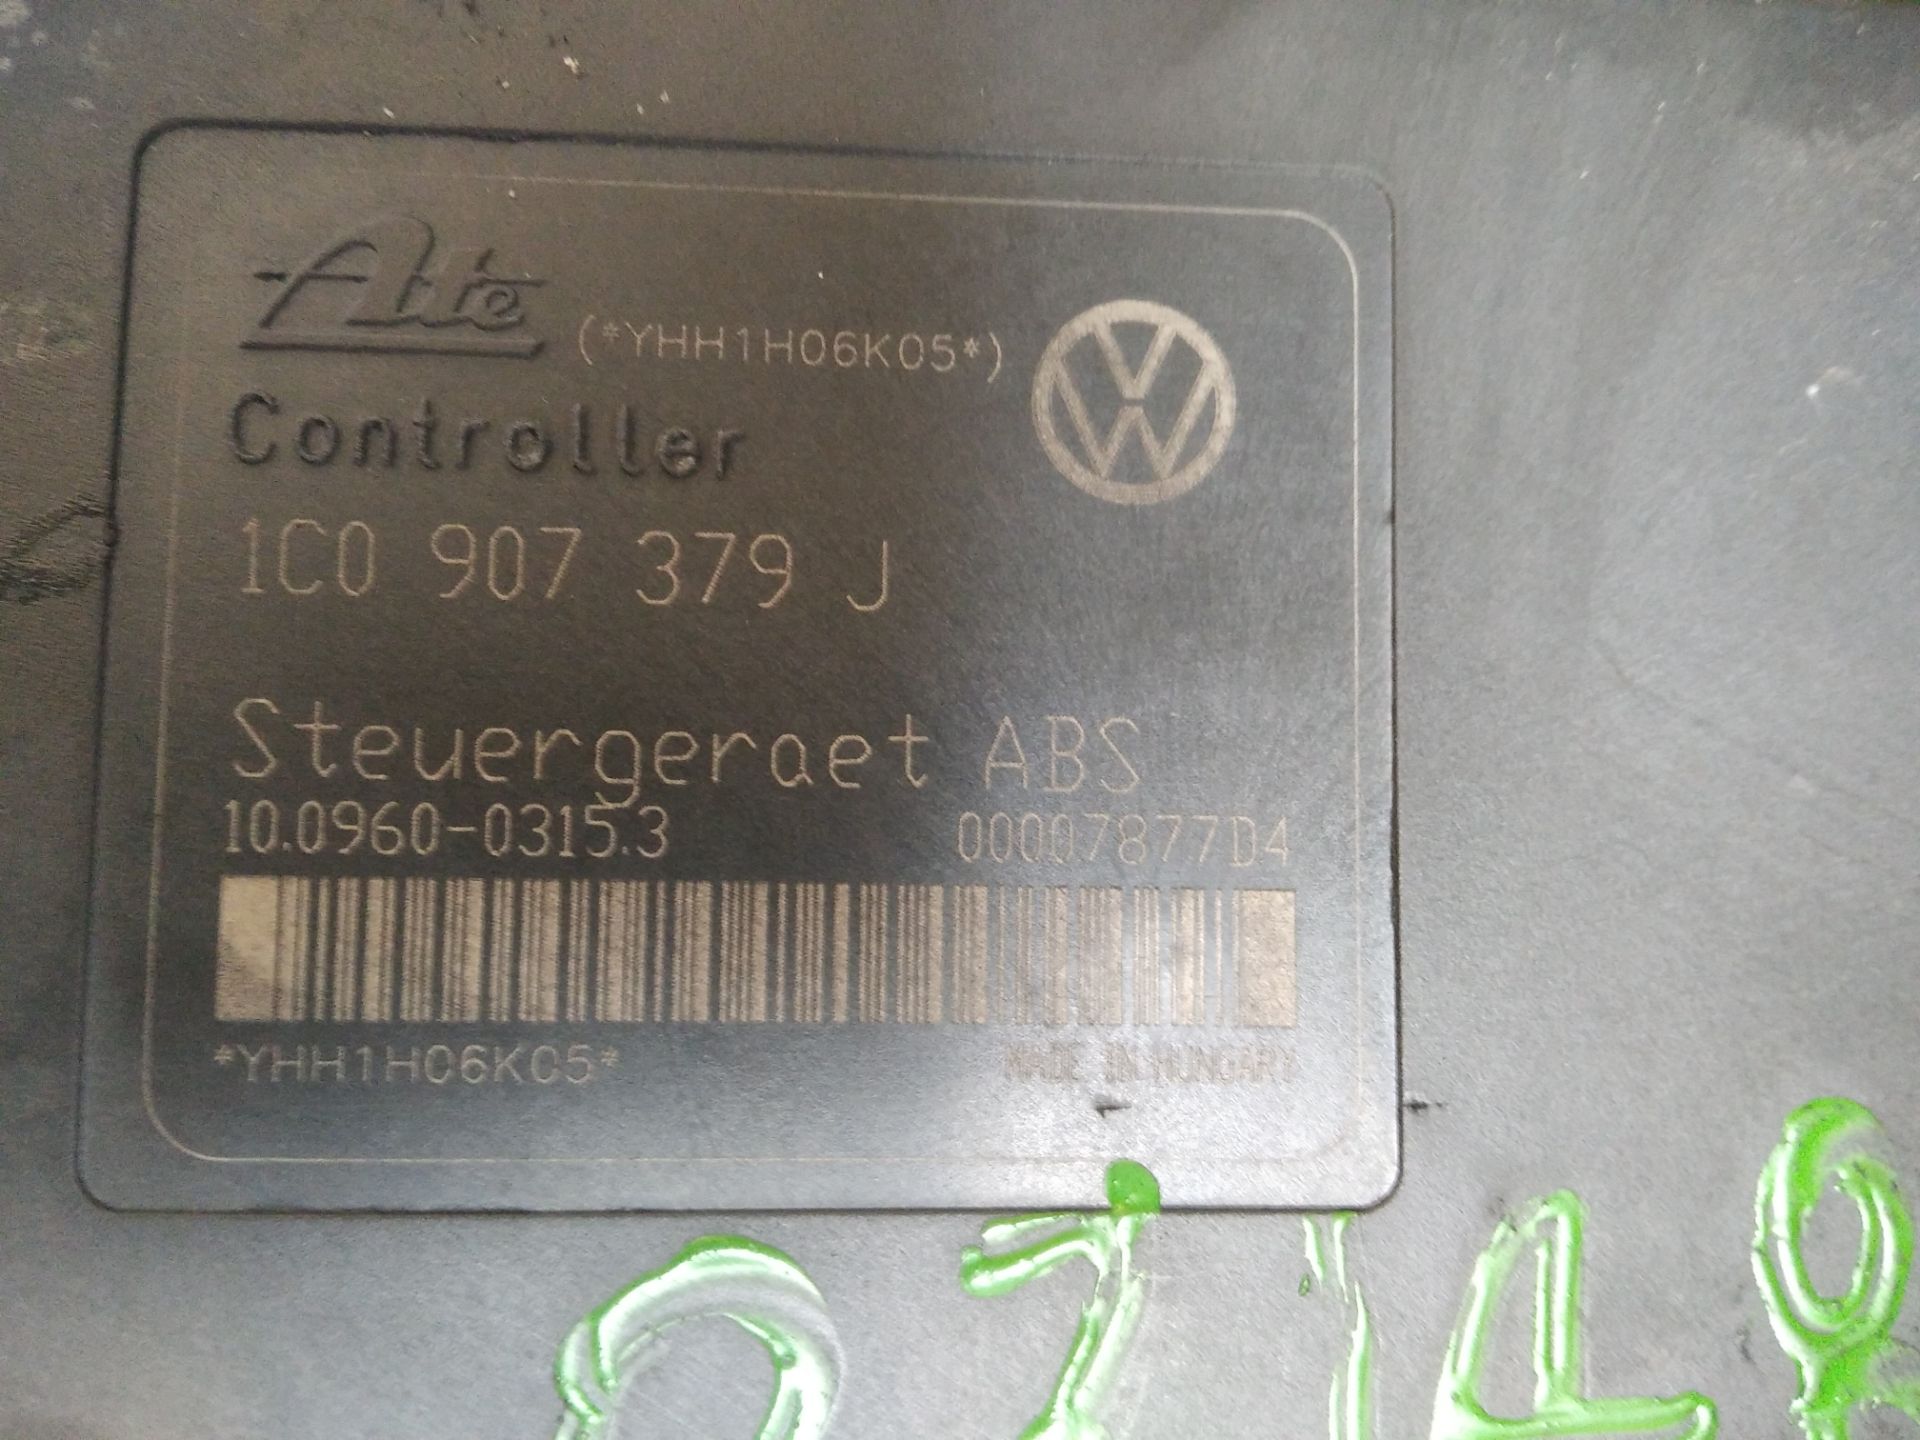 Ate (*YHH1H06K05*)
Controller
1C0 907 379 J
Steuergeraet ABS
10.0960-0315.3 00007877D4
*YHH1H06K05* MADE IN HUNGARY